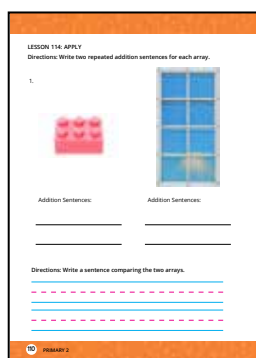 LESSON 114: APPLY
Directions: Write two repeated addition sentences for each array.
1.
Addition Sentences:
Addition Sentences:
Directions: Write a sentence comparing the two arrays.
110 PRIMARY 2